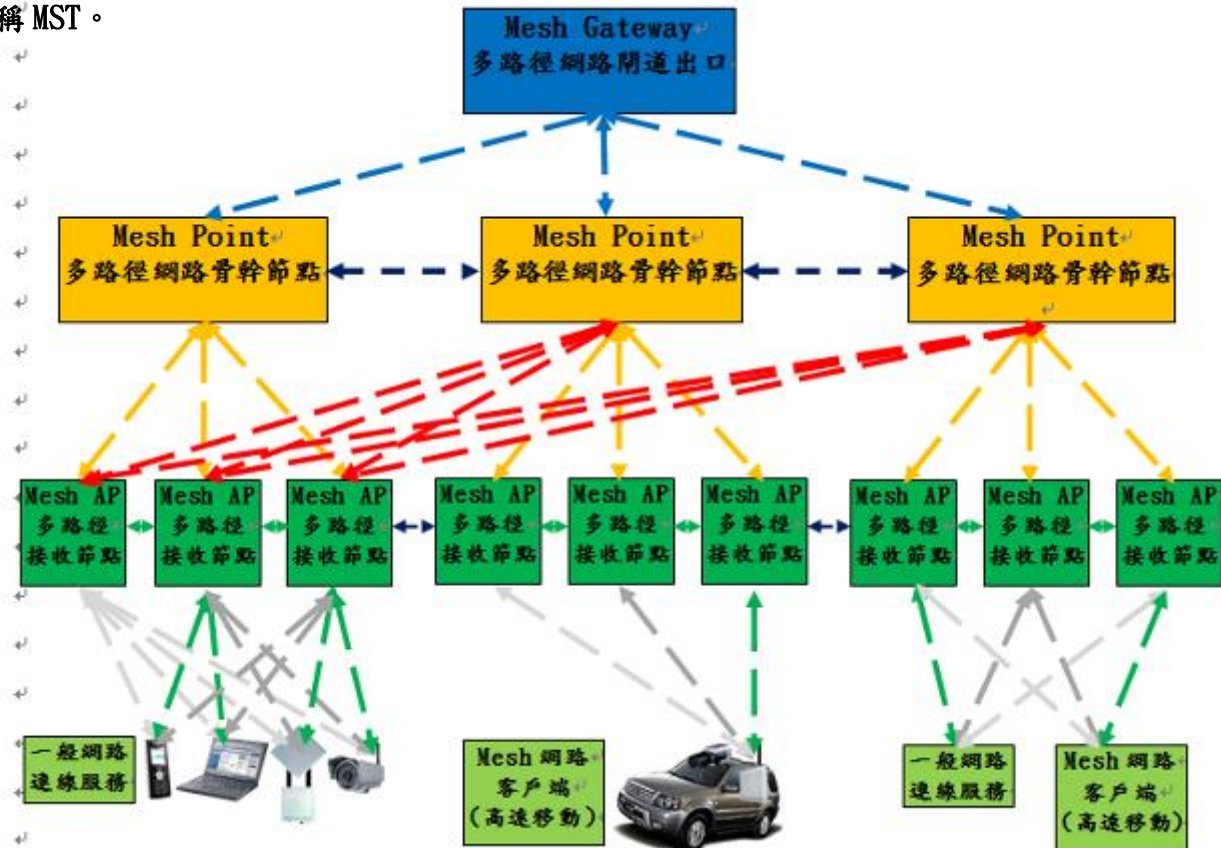 稱 MST。
Mesh Gateway
多路徑網路閘道出口
Mesh Point
多路徑網路骨幹節點
Mesh Point
多路徑網路骨幹節點
Mesh Point
多路徑網路骨幹節點
Mesh AP
多路徑
接收節點
Mesh AP
多路徑
接收節點
Mesh AP
多路徑
接收節點
Mesh AP
多路徑
接收節點
Mesh AP
多路徑
接收節點
Mesh AP
多路徑
接收節點
Mesh AP
多路徑
接收節點
Mesh AP
多路徑
接收節點
Mesh AP
多路徑
接收節點
一般網路
連線服務
Mesh 網路
客戶端
(高速移動)
一般網路
連線服務
Mesh 網路
客戶端
(高速移動)